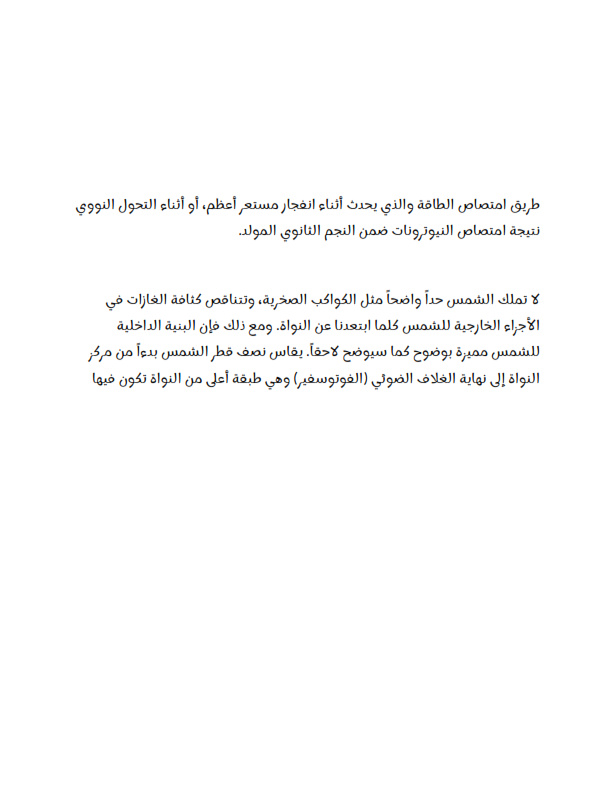 طريق امتصاص الطاقة والذي يحدث أثناء انفجار مستعر أعظم، أو أثناء التحول النووي
نتيجة امتصاص النيوترونات ضمن النجم الثانوي المولد.
لا تملك الشمس حداً واضحاً مثل الكواكب الصخرية، وتتناقص كثافة الغازات في
الأجزاء الخارجية للشمس كلما ابتعدنا عن النواة. ومع ذلك فإن البنية الداخلية
للشمس مميزة بوضوح كما سيوضح لاحقاً. يقاس نصف قطر الشمس بدءاً من مركز
النواة إلى نهاية الغلاف الضوئي (الفوتوسفير) وهي طبقة أعلى من النواة تكون فيها